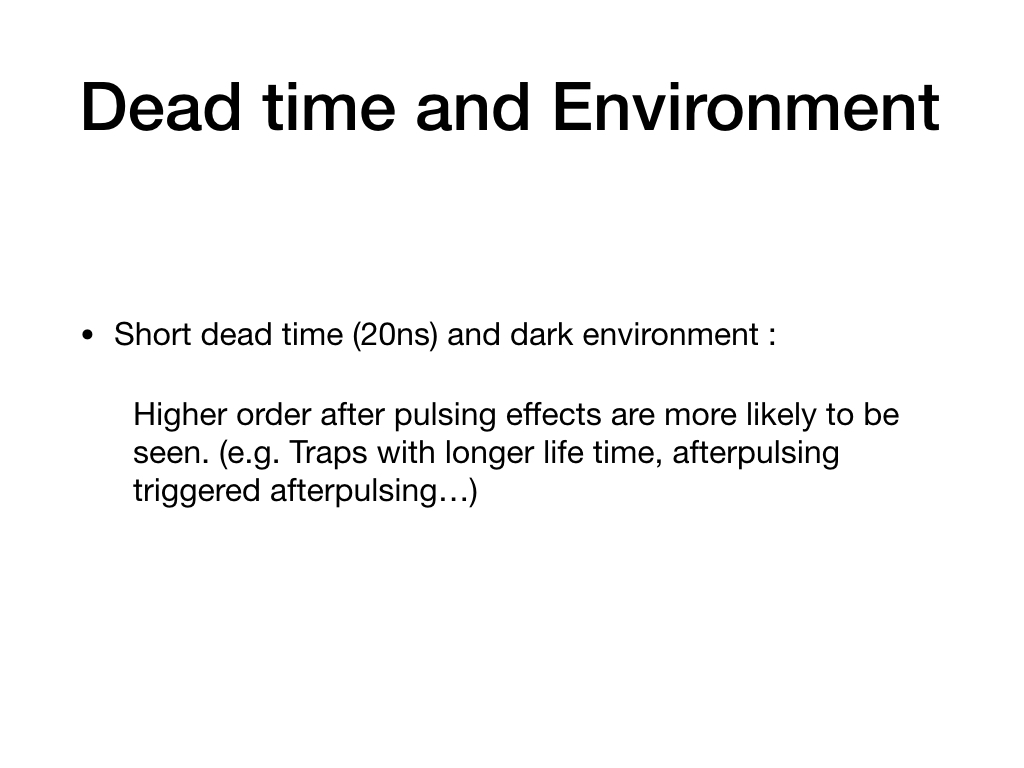 Dead time and Environment
• Short dead time (20ns) and dark environment :
Higher order after pulsing effects are more likely to be
seen. (e.g. Traps with longer life time, afterpulsing
triggered afterpulsing…)